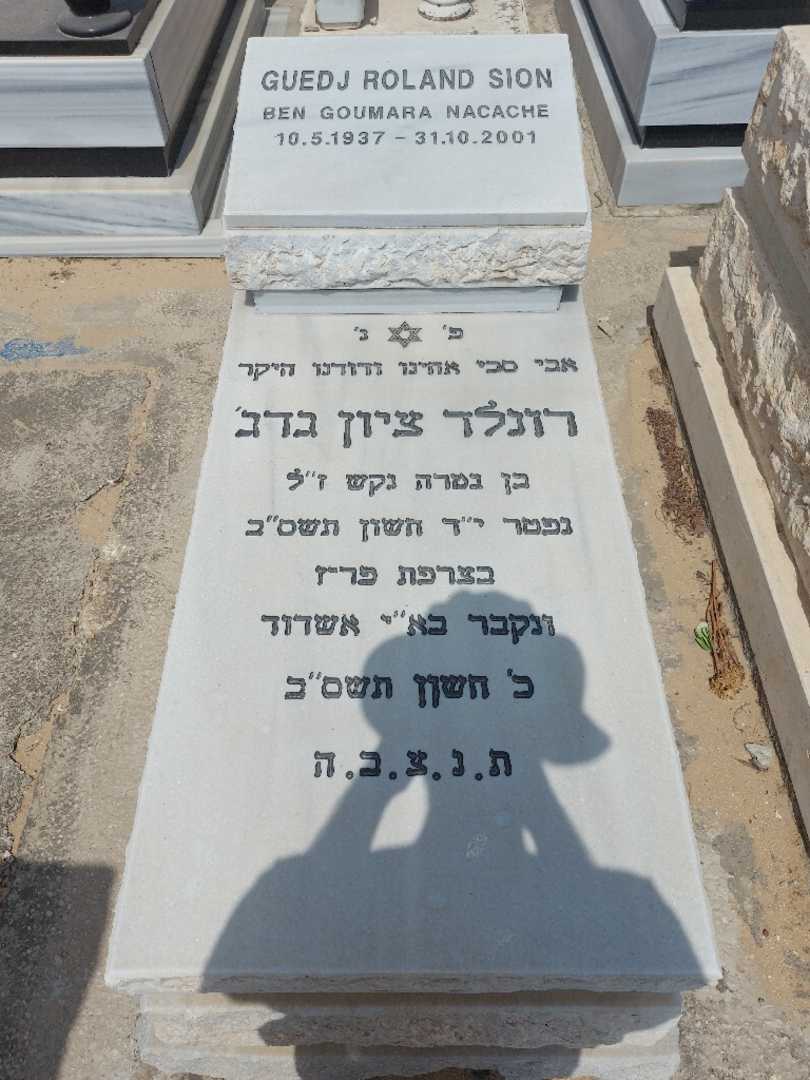 GUEDJ ROLAND SION
BEN GOUMARA NACACHE
10.5.1937 – 31.10.2001
פ' נ'
אבי סבי אחינו ודודנו היקר
רונלד ציון גדג'
בן גמרה נקש ז"ל
נפטר י"ד חשון תשס"ב
בצרפת פריז
ונקבר בא"י אשדוד
כ' חשון תשס"ב
ת.נ.צ.ב.ה